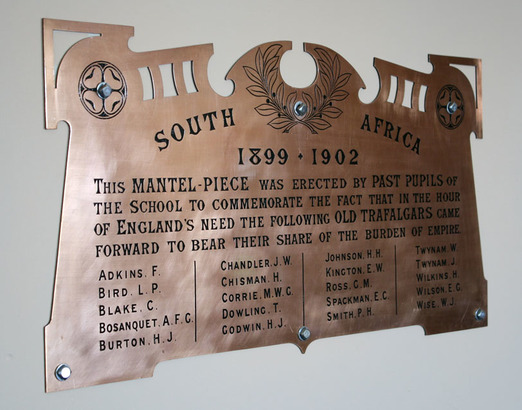 SOUTH AFRICA
1899 · 1902
THIS MANTEL-PIECE WAS ERECTED BY PAST PUPILS OF
THE SCHOOL TO COMMEMORATE THE FACT THAT IN THE HOUR
OF ENGLAND'S NEED THE FOLLOWING OLD TRAFALGARS CAME
FORWARD TO BEAR THEIR SHARE OF THE BURDEN OF EMPIRE
ADKINS, F.
BIRD, L.P.
BLAKE, C.
BOSANQUET, A.F.G.
BURTON, H.J.
CHANDLER, J.W.
CHISMAN, H.
CORRIE, M.W.G.
DOWLING, T.
GODWIN, H.J.
JOHNSON, H.H.
KINGTON, E.W.
ROSS, G.M.
SPACKMAN, E.C.
SMITH, P.H.
TWYNAM, W.
TWYNAM, J.
WILKINS, H.
WILSON, E.G.
WISE, W.J.